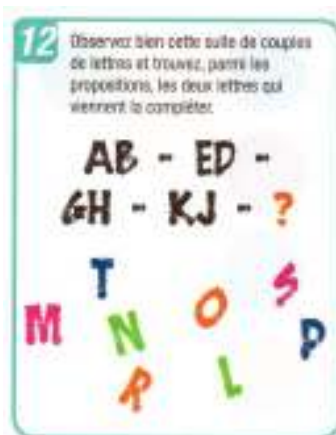 12
Observez bien cette suite de couples
de lettres et trouvez, parmi les
propositions, les deux lettres qui
viennent la compléter.
AB - ED -
GH - KJ - ?
T
S
M
N
O
P
R
L